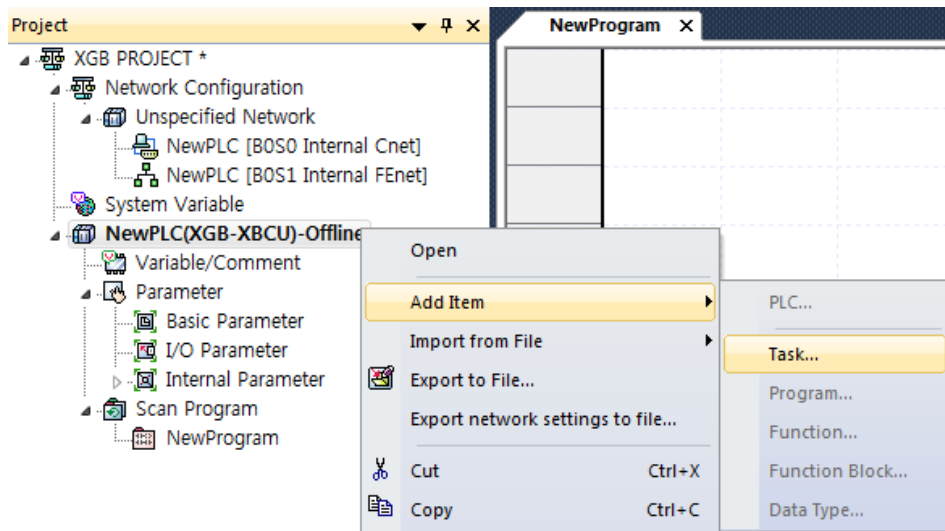 Project
NewProgram
XGB PROJECT *
Network Configuration
Unspecified Network
NewPLC [B0S0 Internal Cnet]
NewPLC [B0S1 Internal FEnet]
System Variable
NewPLC(XGB-XBCU)-Offline
Variable/Comment
Parameter
Basic Parameter
I/O Parameter
Internal Parameter
Scan Program
NewProgram
Open
Add Item
Import from File
Export to File...
Export network settings to file...
Cut Ctrl+X
Copy Ctrl+C
PLC...
Task...
Program...
Function...
Function Block...
Data Type...